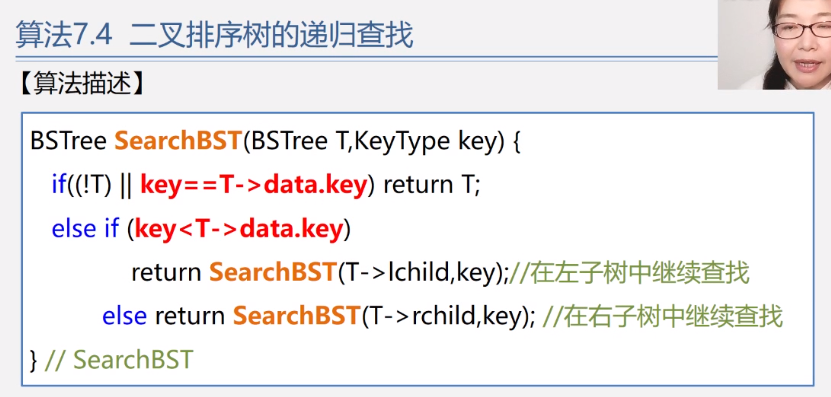 算法7.4 二叉排序树的递归查找
【算法描述】
BSTree SearchBST(BSTree T,KeyType key) {
if((!T) || key==T->data.key) return T;
else if (key<T->data.key)
return SearchBST(T->lchild,key);//在左子树中继续查找
else return SearchBST(T->rchild,key); //在右子树中继续查找
} // SearchBST